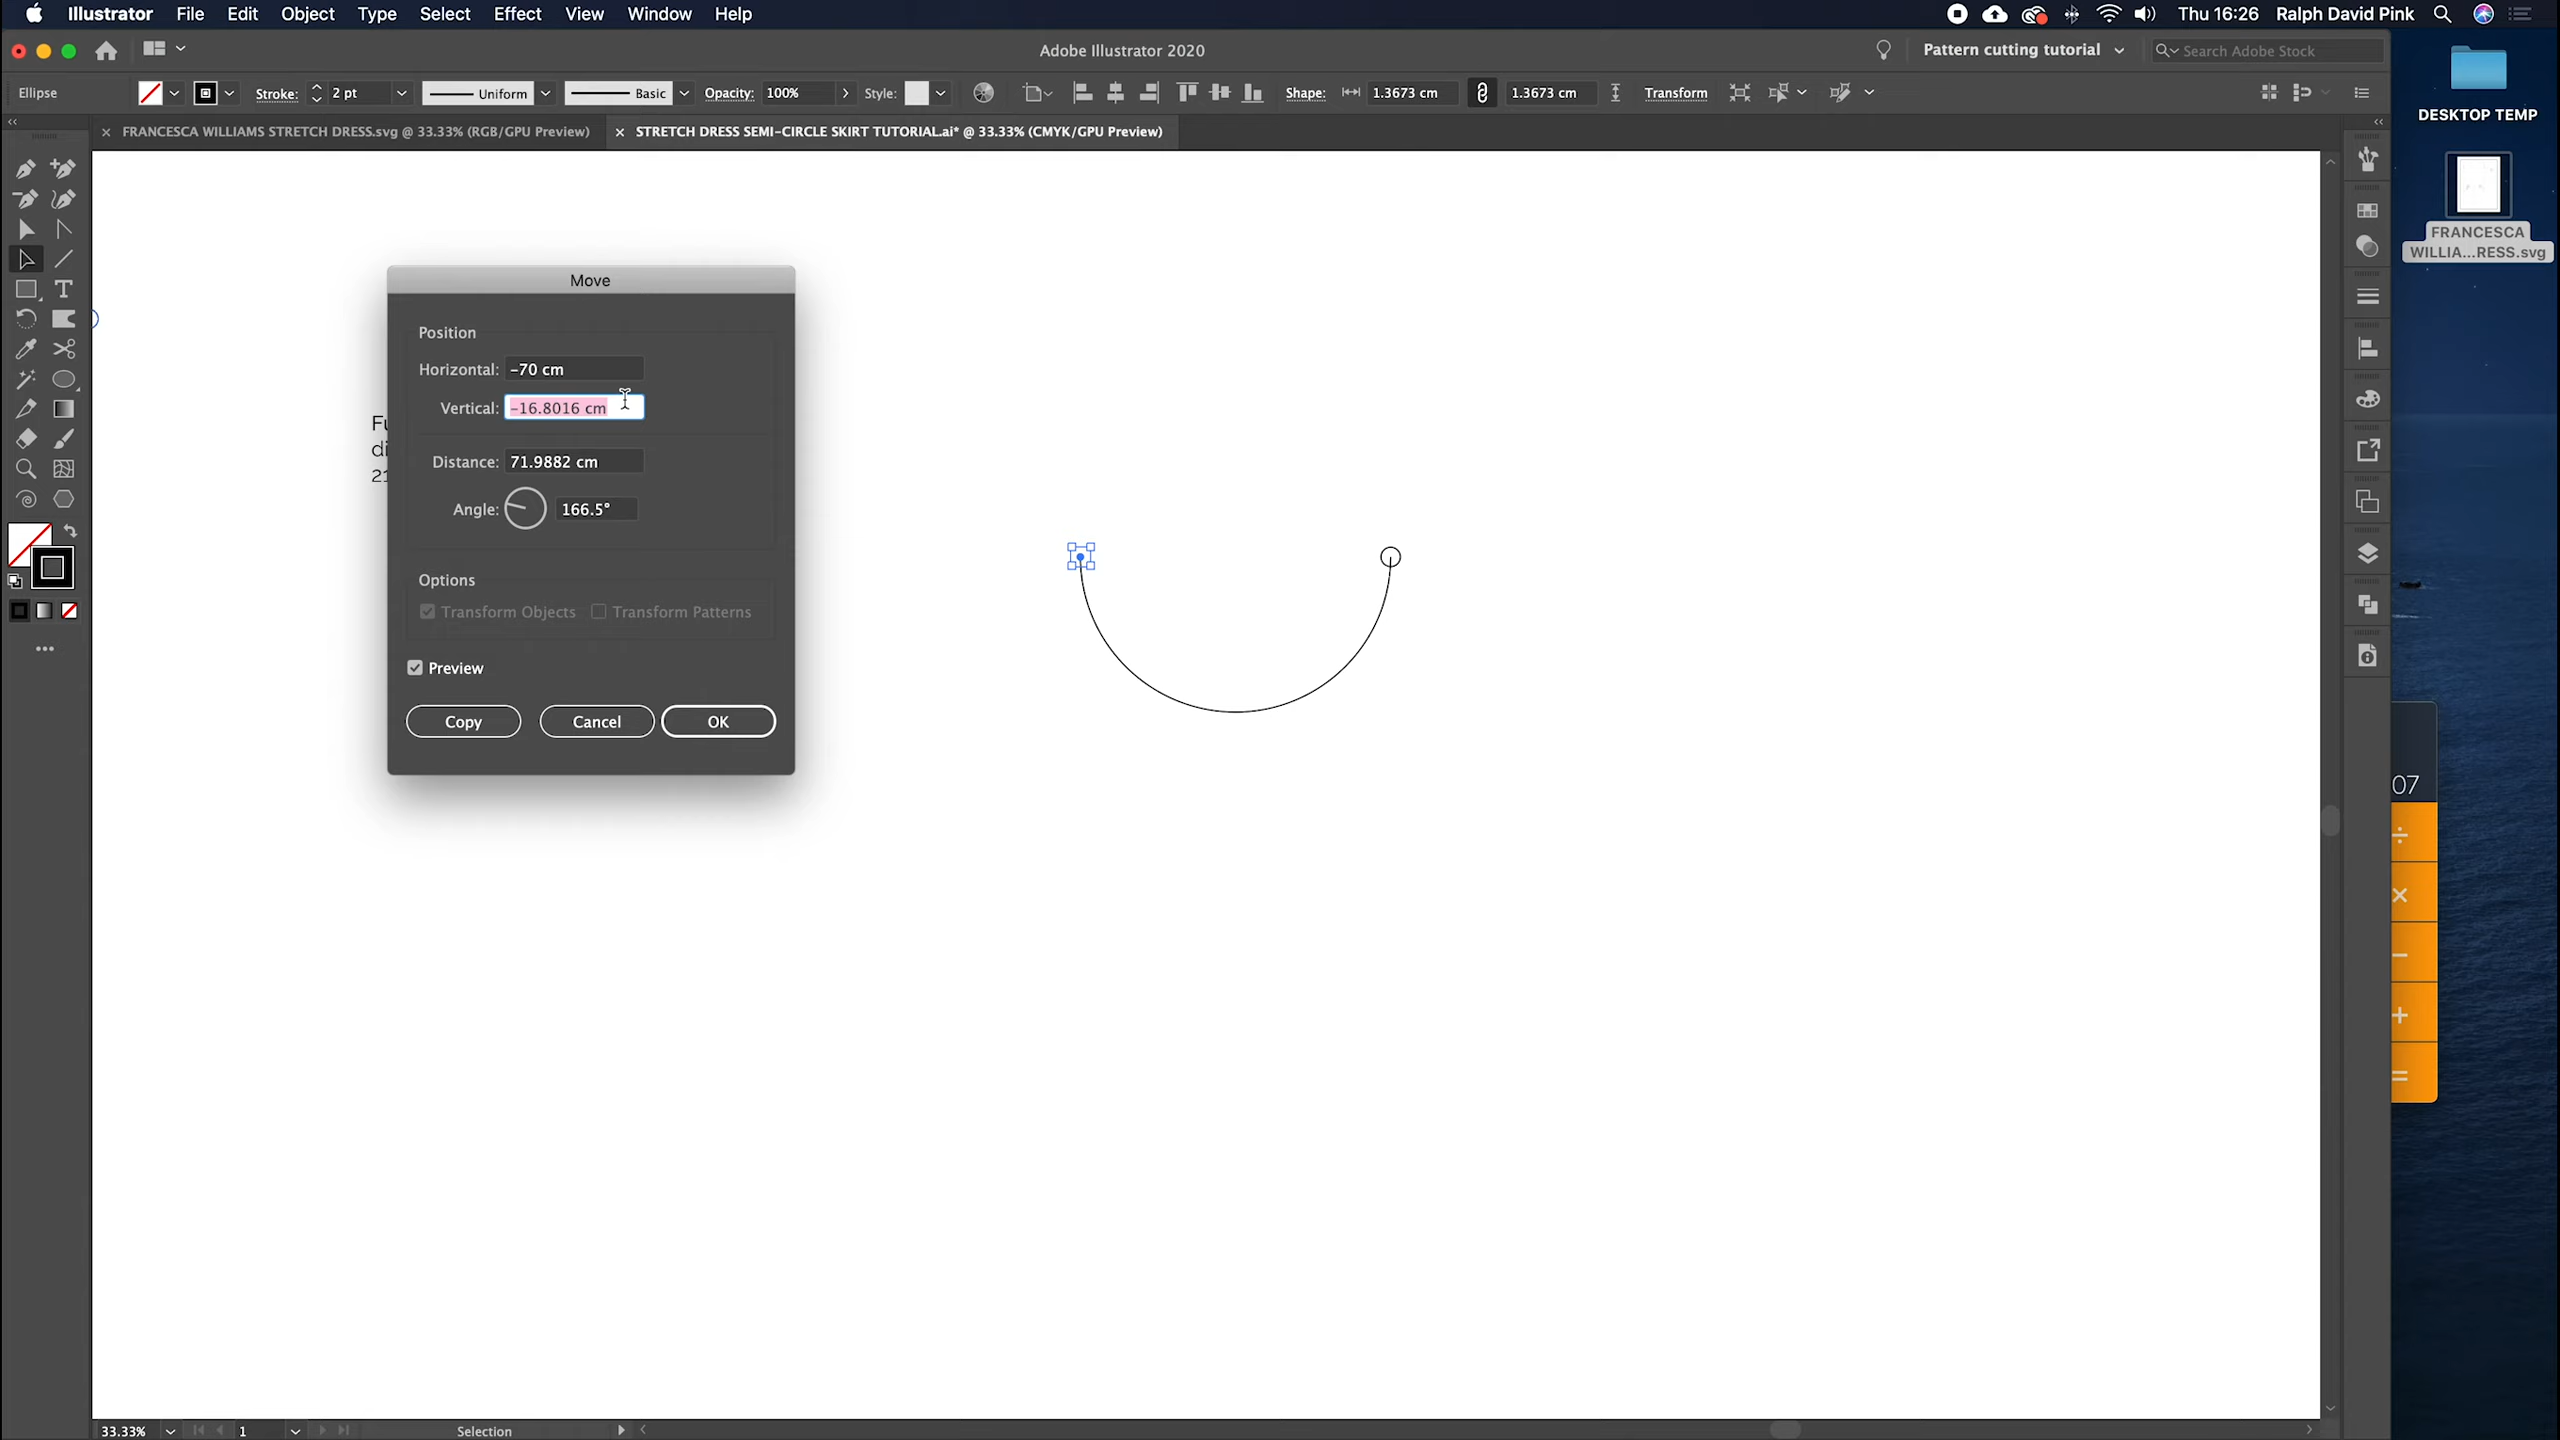 Illustrator File Edit Object Type Select Effect View Window Help
Thu 16:26 Ralph David Pink
Adobe Illustrator 2020
Pattern cutting tutorial
Search Adobe Stock
Ellipse
Stroke: 2 pt
Uniform
Basic
Opacity: 100%
Style:
Shape: 1.3673 cm
1.3673 cm
Transform
FRANCESCA WILLIAMS STRETCH DRESS.svg @ 33.33% (RGB/GPU Preview)
STRETCH DRESS SEMI-CIRCLE SKIRT TUTORIAL.ai* @ 33.33% (CMYK/GPU Preview)
DESKTOP TEMP
FRANCESCA
WILLIA...RESS.svg
Move
Position
Horizontal: -70 cm
Vertical: -16.8016 cm
Distance: 71.9882 cm
Angle: 166.5°
Options
Transform Objects Transform Patterns
Preview
Copy Cancel OK
Fu
di
21
07
÷
×
−
+
=
33.33%
1
Selection